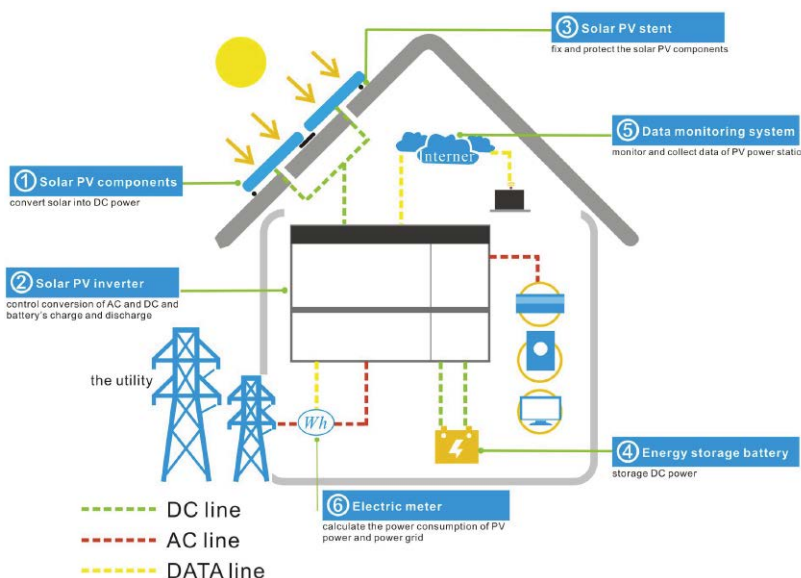 ③ Solar PV stent
fix and protect the solar PV components
Interner
⑤ Data monitoring system
monitor and collect data of PV power statio
① Solar PV components
convert solar into DC power
② Solar PV inverter
control conversion of AC and DC and
battery's charge and discharge
the utility
Wh
④ Energy storage battery
storage DC power
⑥ Electric meter
calculate the power consumption of PV
power and power grid
DC line
AC line
DATA line